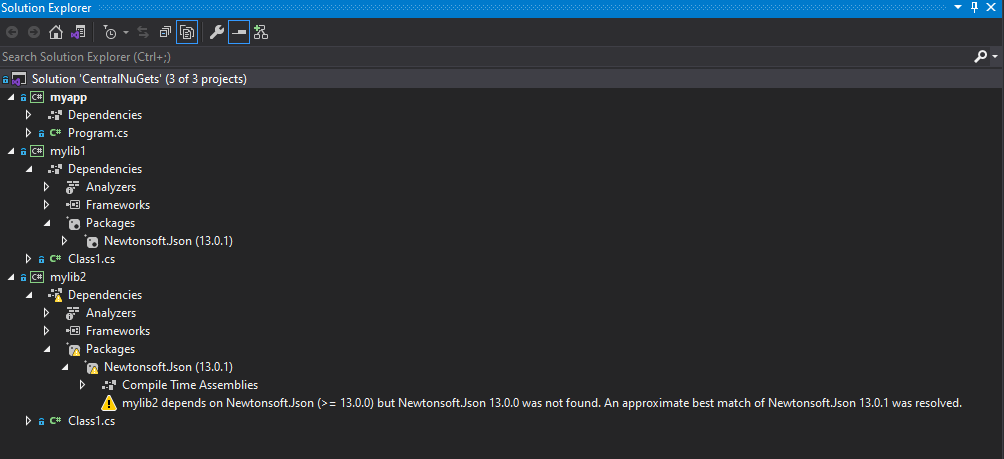 Solution Explorer
Search Solution Explorer (Ctrl+;)
Solution 'CentralNuGets' (3 of 3 projects)
C# myapp
Dependencies
C# Program.cs
C# mylib1
Dependencies
Analyzers
Frameworks
Packages
Newtonsoft.Json (13.0.1)
C# Class1.cs
C# mylib2
Dependencies
Analyzers
Frameworks
Packages
Newtonsoft.Json (13.0.1)
Compile Time Assemblies
mylib2 depends on Newtonsoft.Json (>= 13.0.0) but Newtonsoft.Json 13.0.0 was not found. An approximate best match of Newtonsoft.Json 13.0.1 was resolved.
C# Class1.cs